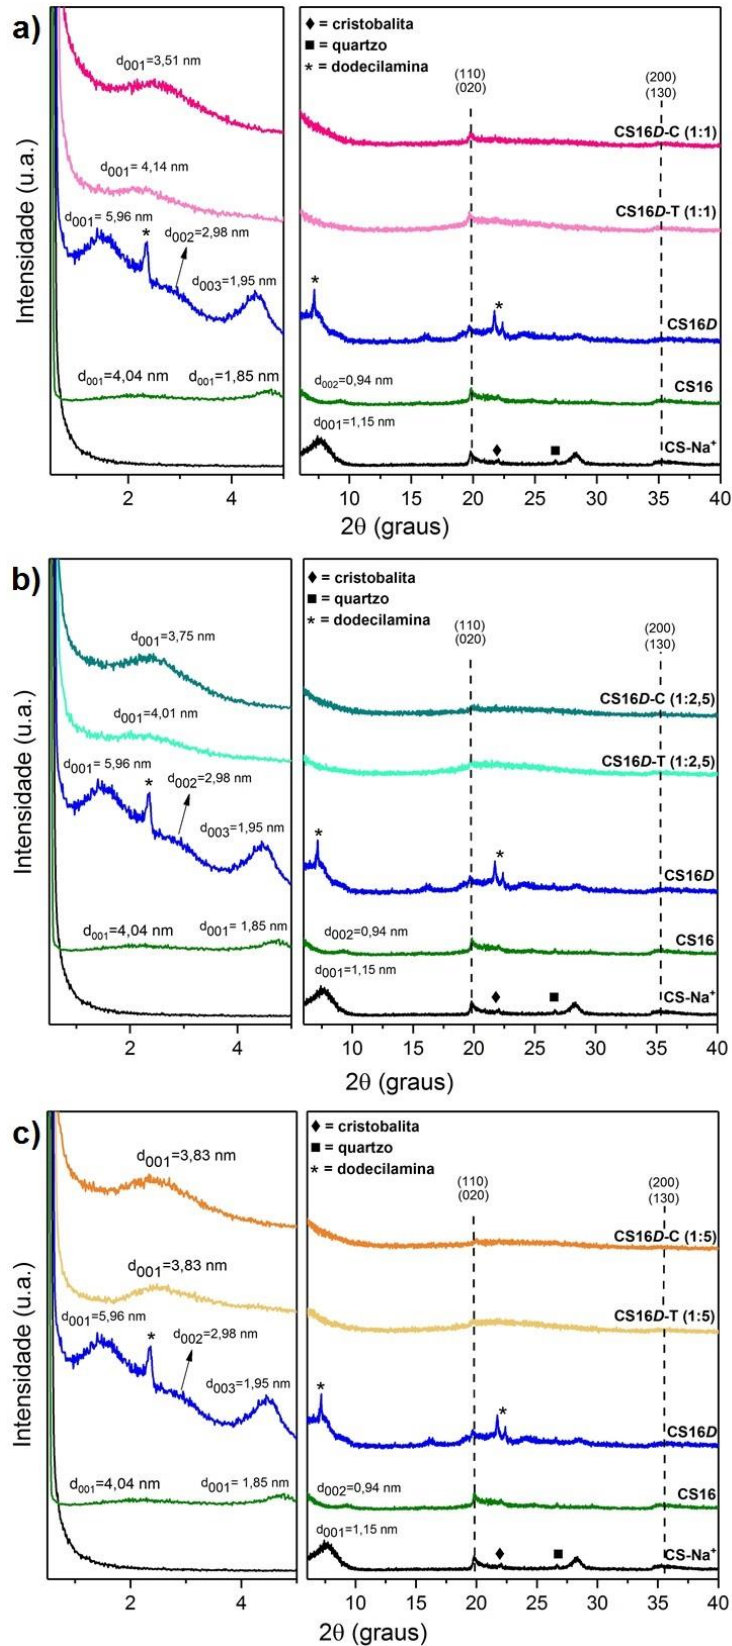 a)
♦ = cristobalita
■ = quartzo
* = dodecilamina
d001=3,51 nm
(110)
(020)
(200)
(130)
CS16D-C (1:1)
d001= 4,14 nm
CS16D-T (1:1)
d001= 5,96 nm
*
d002=2,98 nm
d003=1,95 nm
*
*
CS16D
d001=4,04 nm
d001=1,85 nm
d002=0,94 nm
CS16
d001=1,15 nm
♦
■
CS-Na+
Intensidade (u.a.)
2 4 10 15 20 25 30 35 40
2θ (graus)
b)
♦ = cristobalita
■ = quartzo
* = dodecilamina
d001=3,75 nm
(110)
(020)
(200)
(130)
CS16D-C (1:2,5)
d001=4,01 nm
CS16D-T (1:2,5)
d001= 5,96 nm
*
d002=2,98 nm
d003=1,95 nm
*
*
CS16D
d001=4,04 nm
d001= 1,85 nm
d002=0,94 nm
CS16
d001=1,15 nm
♦
■
CS-Na+
Intensidade (u.a.)
2 4 10 15 20 25 30 35 40
2θ (graus)
c)
♦ = cristobalita
■ = quartzo
* = dodecilamina
d001=3,83 nm
(110)
(020)
(200)
(130)
CS16D-C (1:5)
d001=3,83 nm
CS16D-T (1:5)
d001=5,96 nm
*
d002=2,98 nm
d003=1,95 nm
*
*
CS16D
d001=4,04 nm
d001= 1,85 nm
d002=0,94 nm
CS16
d001=1,15 nm
♦
■
CS-Na+
Intensidade (u.a.)
2 4 10 15 20 25 30 35 40
2θ (graus)